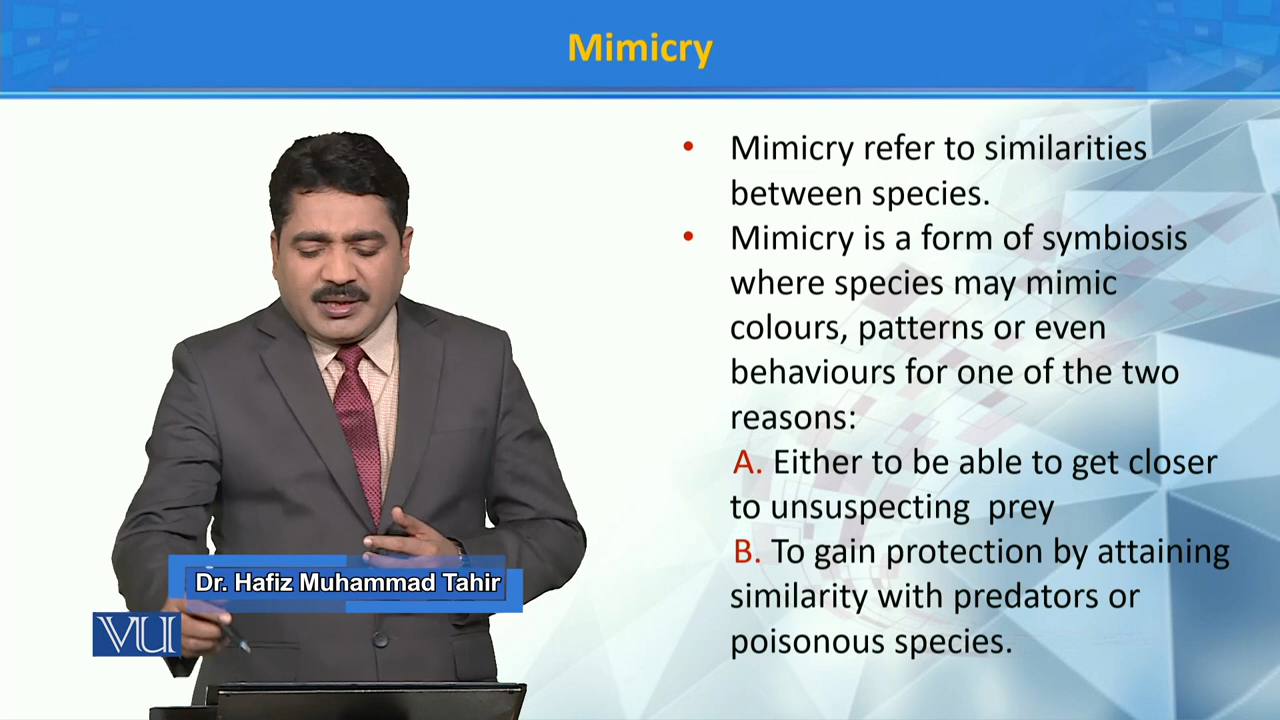 Mimicry
• Mimicry refer to similarities
between species.
• Mimicry is a form of symbiosis
where species may mimic
colours, patterns or even
behaviours for one of the two
reasons:
A. Either to be able to get closer
to unsuspecting  prey
B. To gain protection by attaining
similarity with predators or
poisonous species.
Dr. Hafiz Muhammad Tahir
VU